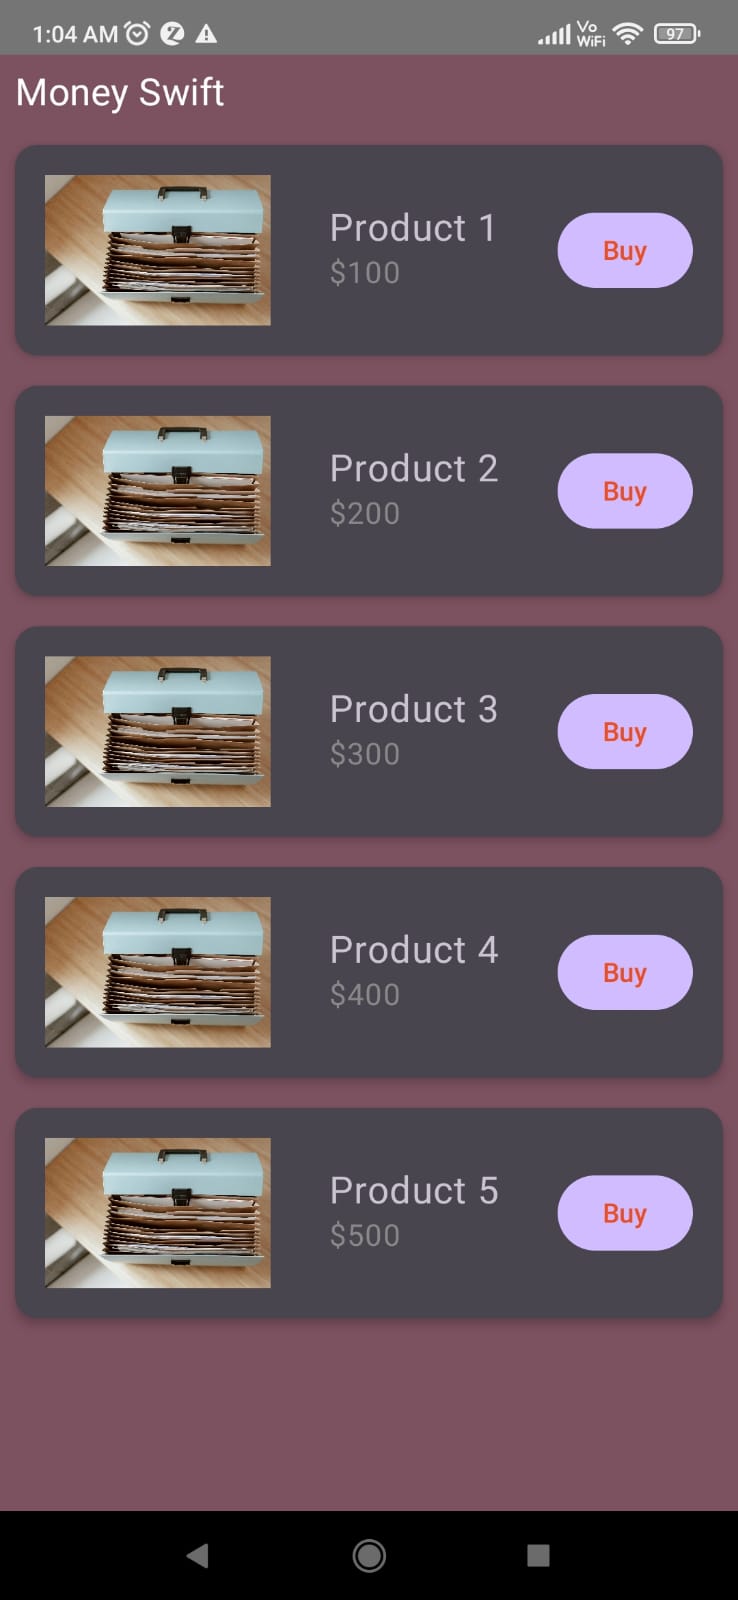 1:04 AM
Vo
WiFi
97
Money Swift
Product 1
$100
Buy
Product 2
$200
Buy
Product 3
$300
Buy
Product 4
$400
Buy
Product 5
$500
Buy